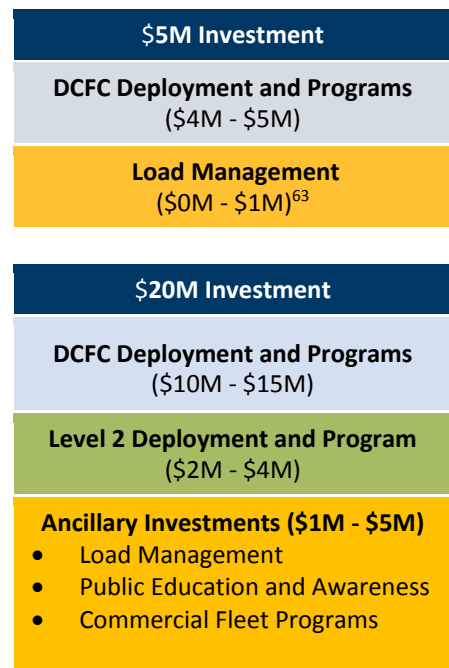 $5M Investment
DCFC Deployment and Programs
($4M - $5M)
Load Management
($0M - $1M)63
$20M Investment
DCFC Deployment and Programs
($10M - $15M)
Level 2 Deployment and Program
($2M - $4M)
Ancillary Investments ($1M - $5M)
• Load Management
• Public Education and Awareness
• Commercial Fleet Programs